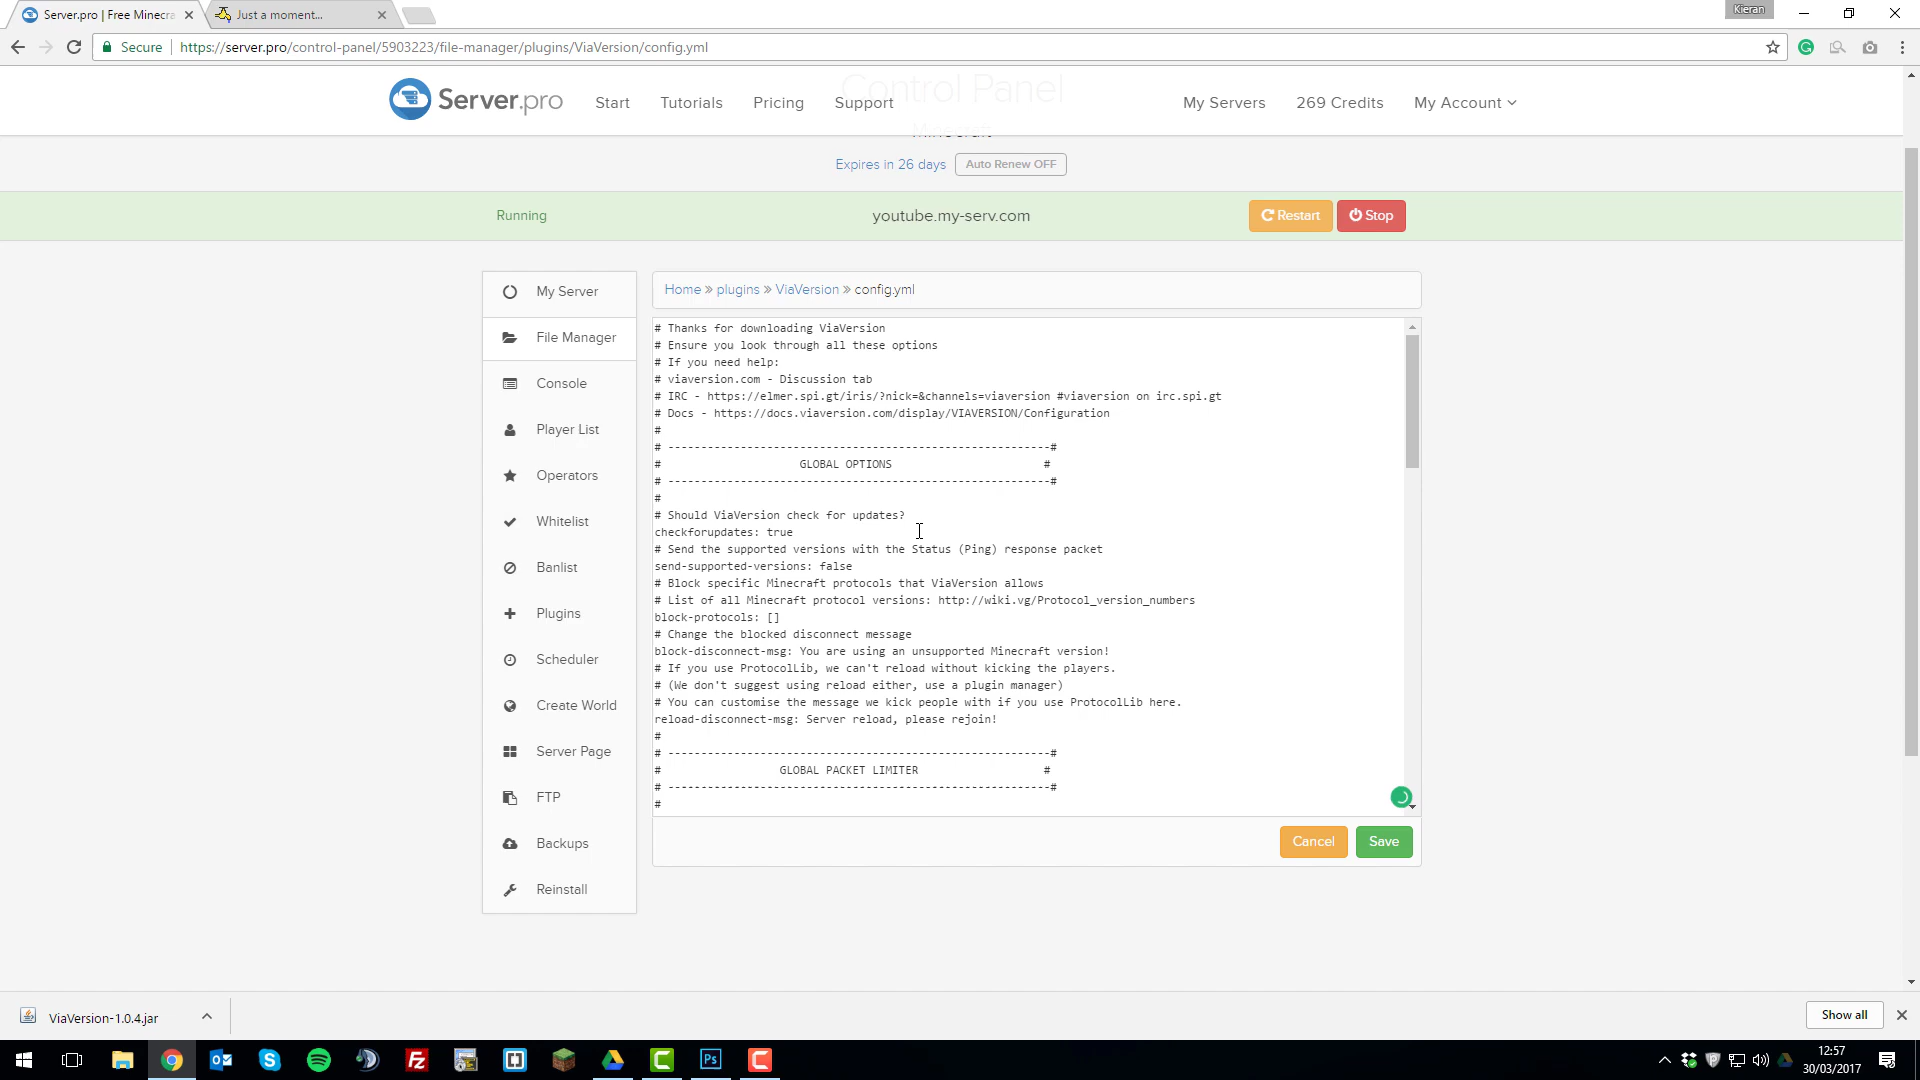 Server.pro | Free Minecra
Just a moment...
Kieran
Secure
https://server.pro/control-panel/5903223/file-manager/plugins/ViaVersion/config.yml
Control Panel
Server.pro
Start
Tutorials
Pricing
Support
My Servers
269 Credits
My Account
Minecraft
Expires in 26 days
Auto Renew OFF
Running
youtube.my-serv.com
Restart
Stop
My Server
File Manager
Console
Player List
Operators
Whitelist
Banlist
Plugins
Scheduler
Create World
Server Page
FTP
Backups
Reinstall
Home » plugins » ViaVersion » config.yml
# Thanks for downloading ViaVersion
# Ensure you look through all these options
# If you need help:
# viaversion.com - Discussion tab
# IRC - https://elmer.spi.gt/iris/?nick=&channels=viaversion #viaversion on irc.spi.gt
# Docs - https://docs.viaversion.com/display/VIAVERSION/Configuration
#
# ----------------------------------------------------------#
# GLOBAL OPTIONS #
# ----------------------------------------------------------#
#
# Should ViaVersion check for updates?
checkforupdates: true
# Send the supported versions with the Status (Ping) response packet
send-supported-versions: false
# Block specific Minecraft protocols that ViaVersion allows
# List of all Minecraft protocol versions: http://wiki.vg/Protocol_version_numbers
block-protocols: []
# Change the blocked disconnect message
block-disconnect-msg: You are using an unsupported Minecraft version!
# If you use ProtocolLib, we can't reload without kicking the players.
# (We don't suggest using reload either, use a plugin manager)
# You can customise the message we kick people with if you use ProtocolLib here.
reload-disconnect-msg: Server reload, please rejoin!
#
# ----------------------------------------------------------#
# GLOBAL PACKET LIMITER #
# ----------------------------------------------------------#
#
Cancel
Save
ViaVersion-1.0.4.jar
Show all
12:57
30/03/2017